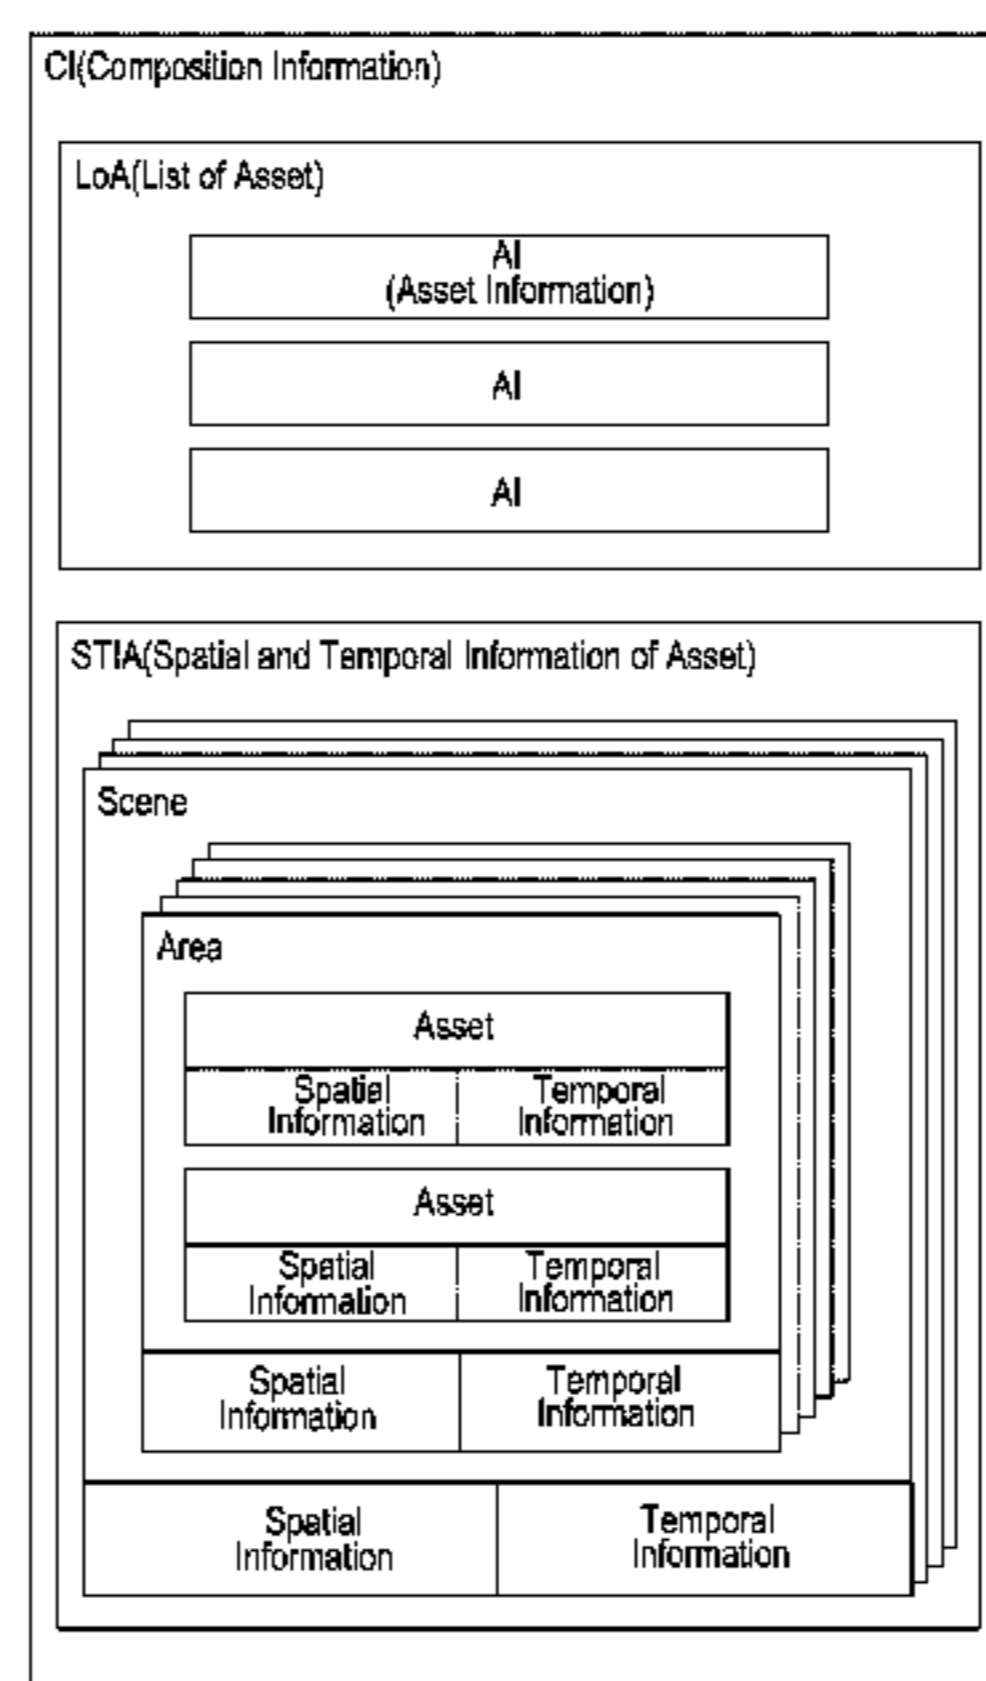 CI(Composition Information)
LoA(List of Asset)
AI
(Asset Information)
AI
AI
STIA(Spatial and Temporal Information of Asset)
Scene
Area
Asset
Spatial
Information
Temporal
Information
Asset
Spatial
Information
Temporal
Information
Spatial
Information
Temporal
Information
Spatial
Information
Temporal
Information